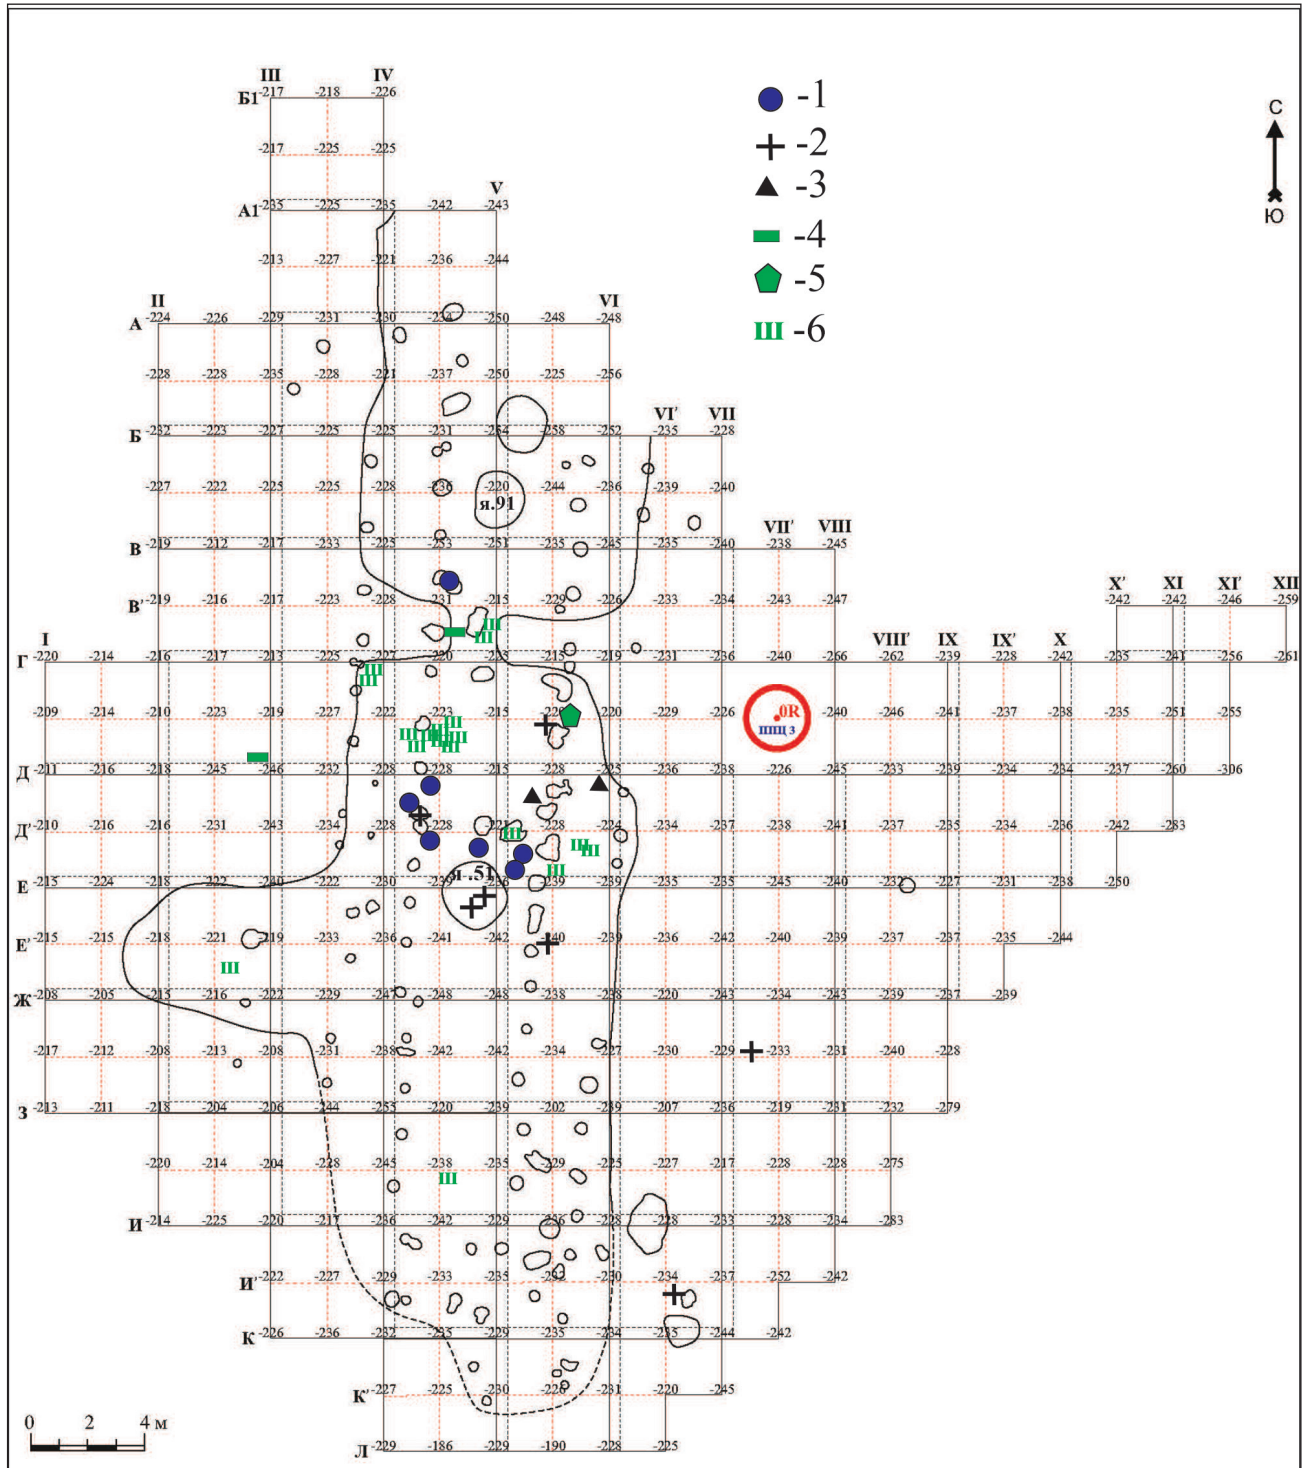 III IV
Б1 -217 -218 -226
-217 -225 -225
V
А1 -235 -225 -235 -242 -243
-213 -227 -221 -236 -244
II VI
А -224 -226 -229 -231 -230 -234 -250 -248 -248
-228 -228 -235 -228 -221 -237 -250 -225 -256
VI' VII
Б -232 -223 -227 -225 -225 -231 -254 -258 -252 -235 -228
-227 -222 -225 -225 -228 -236 -220 -244 -236 -239 -240
я.91
VII' VIII
В -219 -212 -217 -233 -225 -253 -251 -235 -240 -235 -240 -238 -245
X' XI XI' XII
В' -219 -216 -217 -224 -228 -231 -215 -229 -226 -233 -234 -243 -247 -242 -242 -246 -259
VIII' IX IX' X
I
Г -220 -214 -216 -217 -213 -227 -220 -215 -219 -231 -236 -240 -266 -262 -239 -228 -242 -235 -241 -256 -261
-209 -214 -210 -223 -219 -225 -227 -223 -226 -220 -229 -226 -240 -246 -241 -237 -241 -235 -251 -255
0R
ППЦ 3
Д -211 -216 -218 -245 -246 -228 -228 -228 -224 -236 -238 -226 -245 -233 -239 -237 -234 -217 -260 -306
Д' -210 -216 -216 -231 -243 -234 -228 -221 -228 -224 -237 -238 -237 -235 -237 -235 -234 -236 -242 -283
я.51
Е -215 -224 -218 -222 -240 -222 -230 -239 -236 -239 -239 -235 -234 -245 -240 -232 -227 -231 -238 -250
Е' -215 -215 -218 -221 -219 -233 -236 -242 -240 -239 -236 -242 -240 -239 -237 -237 -235 -244
Ж -208 -205 -215 -216 -222 -229 -247 -248 -242 -238 -238 -220 -243 -234 -243 -239 -237 -239
-217 -212 -208 -213 -208 -231 -238 -242 -242 -234 -227 -230 -229 -233 -231 -240 -228
З -213 -211 -218 -204 -206 -244 -253 -220 -239 -202 -239 -207 -236 -219 -231 -232 -279
-220 -214 -204 -228 -245 -238 -235 -229 -225 -227 -217 -228 -228 -275
И -214 -225 -220 -211 -236 -242 -229 -236 -228 -228 -233 -228 -234 -283
И' -222 -227 -229 -233 -235 -232 -230 -234 -237 -252 -242
К -226 -236 -232 -235 -229 -235 -234 -235 -244 -242
К' -227 -225 -230 -226 -231 -220 -245
Л -229 -186 -229 -190 -228 -225
-1
-2
-3
-4
-5
-6
С
Ю
0 2 4 м